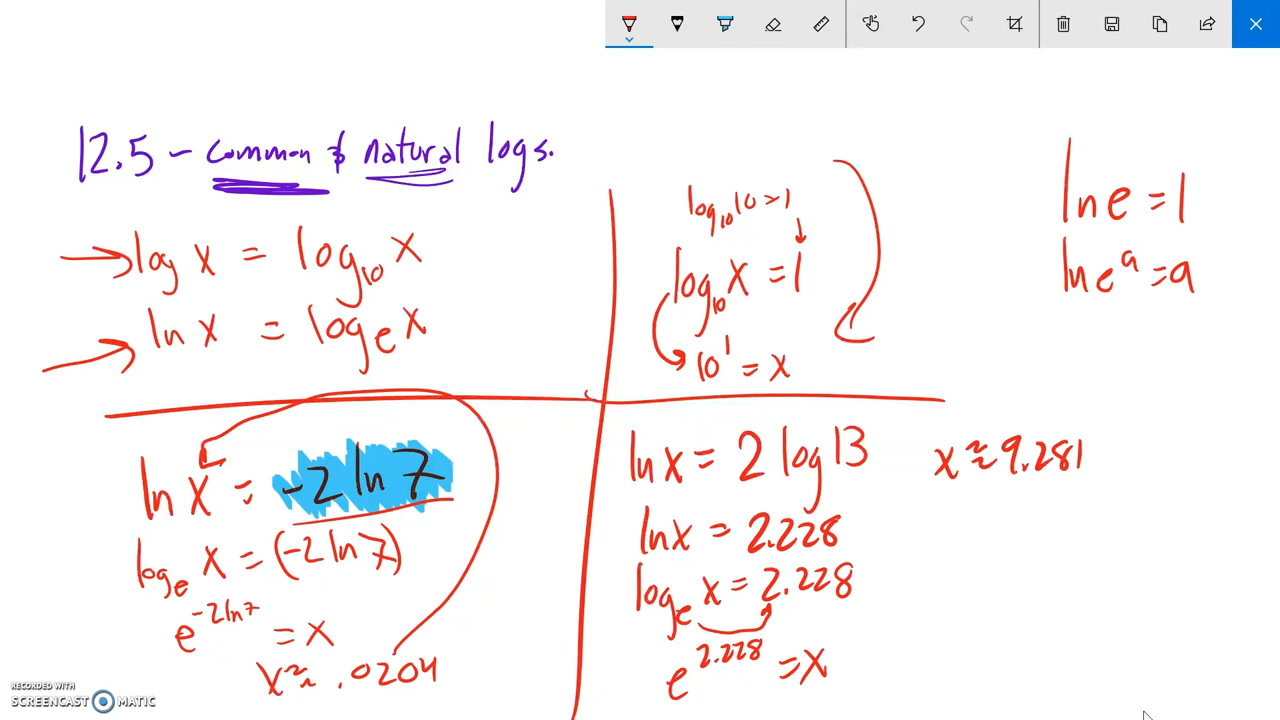 12.5 - common & natural logs.
log x = log₁₀ x
ln x = logₑ x
log₁₀ 10 = 1
log₁₀ x = 1
10¹ = x
ln e = 1
ln eᵃ = a
ln x = -2 ln 7
logₑ x = (-2 ln 7)
e^-2 ln 7 = x
x ≈ .0204
ln x = 2 log 13
x ≈ 9.281
ln x = 2.228
logₑ x = 2.228
e^2.228 = x
RECORDED WITH
SCREENCAST MATIC